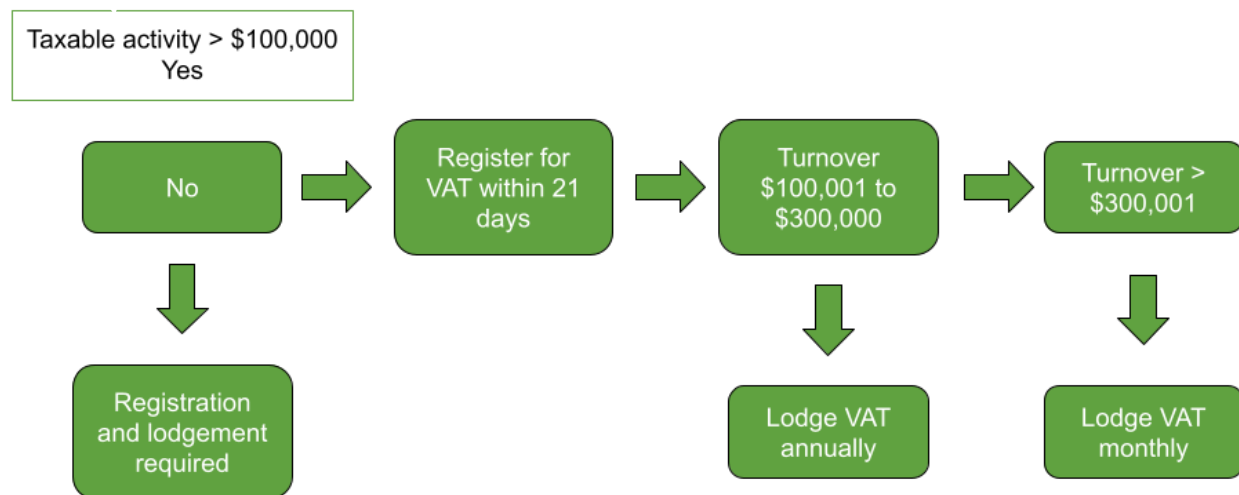 Taxable activity > $100,000
Yes
No
Register for
VAT within 21
days
Turnover
$100,001 to
$300,000
Turnover >
$300,001
Registration
and lodgement
required
Lodge VAT
annually
Lodge VAT
monthly